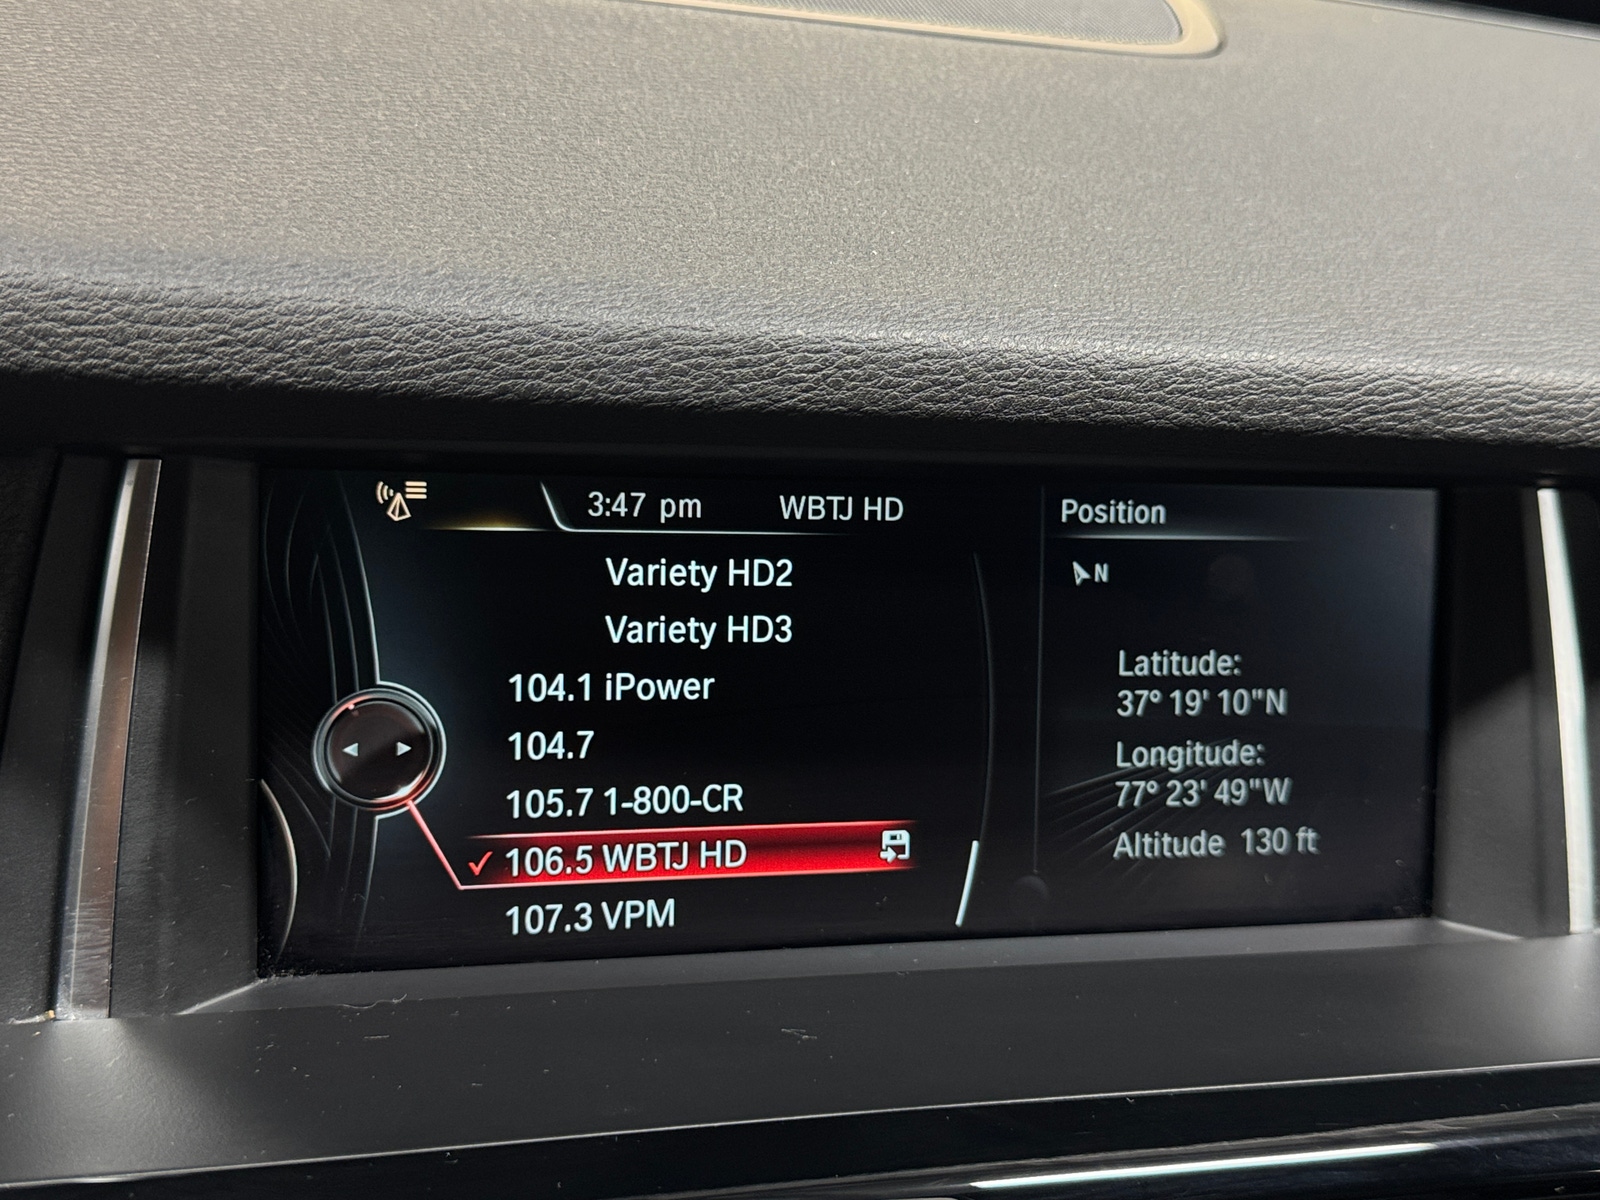 3:47 pm WBTJ HD
Variety HD2
Variety HD3
104.1 iPower
104.7
105.7 1-800-CR
✓ 106.5 WBTJ HD
107.3 VPM
Position
N
Latitude:
37° 19' 10"N
Longitude:
77° 23' 49"W
Altitude 130 ft